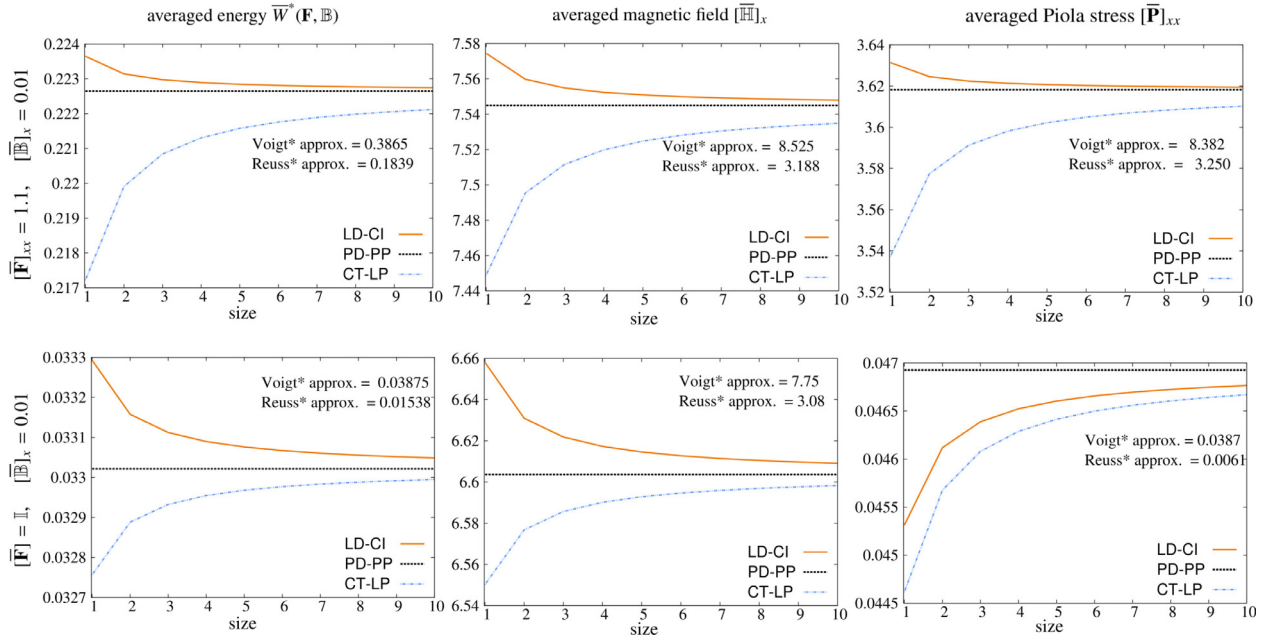 averaged energy W̅*(F̅, 𝔹̅)
averaged magnetic field [ℍ̅]x
averaged Piola stress [P̅]xx
[F̅]xx = 1.1, [𝔹̅]x = 0.01
0.224
0.223
0.222
0.221
0.22
0.219
0.218
0.217
Voigt* approx. = 0.3865
Reuss* approx. = 0.1839
LD-CI
PD-PP
CT-LP
1 2 3 4 5 6 7 8 9 10
size
7.58
7.56
7.54
7.52
7.5
7.48
7.46
7.44
Voigt* approx. = 8.525
Reuss* approx. = 3.188
LD-CI
PD-PP
CT-LP
1 2 3 4 5 6 7 8 9 10
size
3.64
3.62
3.6
3.58
3.56
3.54
3.52
Voigt* approx. = 8.382
Reuss* approx. = 3.250
LD-CI
PD-PP
CT-LP
1 2 3 4 5 6 7 8 9 10
size
[F̅] = 𝕀, [𝔹̅]x = 0.01
0.0333
0.0332
0.0331
0.033
0.0329
0.0328
0.0327
Voigt* approx. = 0.03875
Reuss* approx. = 0.01538
LD-CI
PD-PP
CT-LP
1 2 3 4 5 6 7 8 9 10
size
6.66
6.64
6.62
6.6
6.58
6.56
6.54
Voigt* approx. = 7.75
Reuss* approx. = 3.08
LD-CI
PD-PP
CT-LP
1 2 3 4 5 6 7 8 9 10
size
0.047
0.0465
0.046
0.0455
0.045
0.0445
Voigt* approx. = 0.0387
Reuss* approx. = 0.0061
LD-CI
PD-PP
CT-LP
1 2 3 4 5 6 7 8 9 10
size